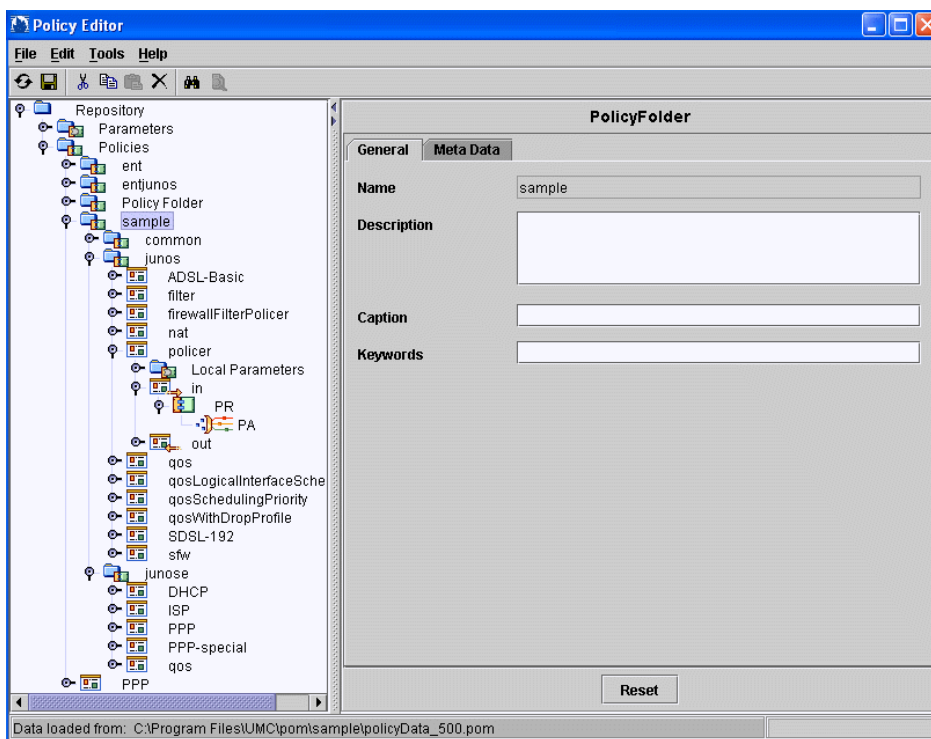 Policy Editor
File Edit Tools Help
Repository
Parameters
Policies
ent
entjunos
Policy Folder
sample
common
junos
ADSL-Basic
filter
firewallFilterPolicer
nat
policer
Local Parameters
in
PR
PA
out
qos
qosLogicalInterfaceSche
qosSchedulingPriority
qosWithDropProfile
SDSL-192
sfw
junose
DHCP
ISP
PPP
PPP-special
qos
PPP
PolicyFolder
General Meta Data
Name sample
Description
Caption
Keywords
Reset
Data loaded from: C:\Program Files\UMC\pom\sample\policyData_500.pom